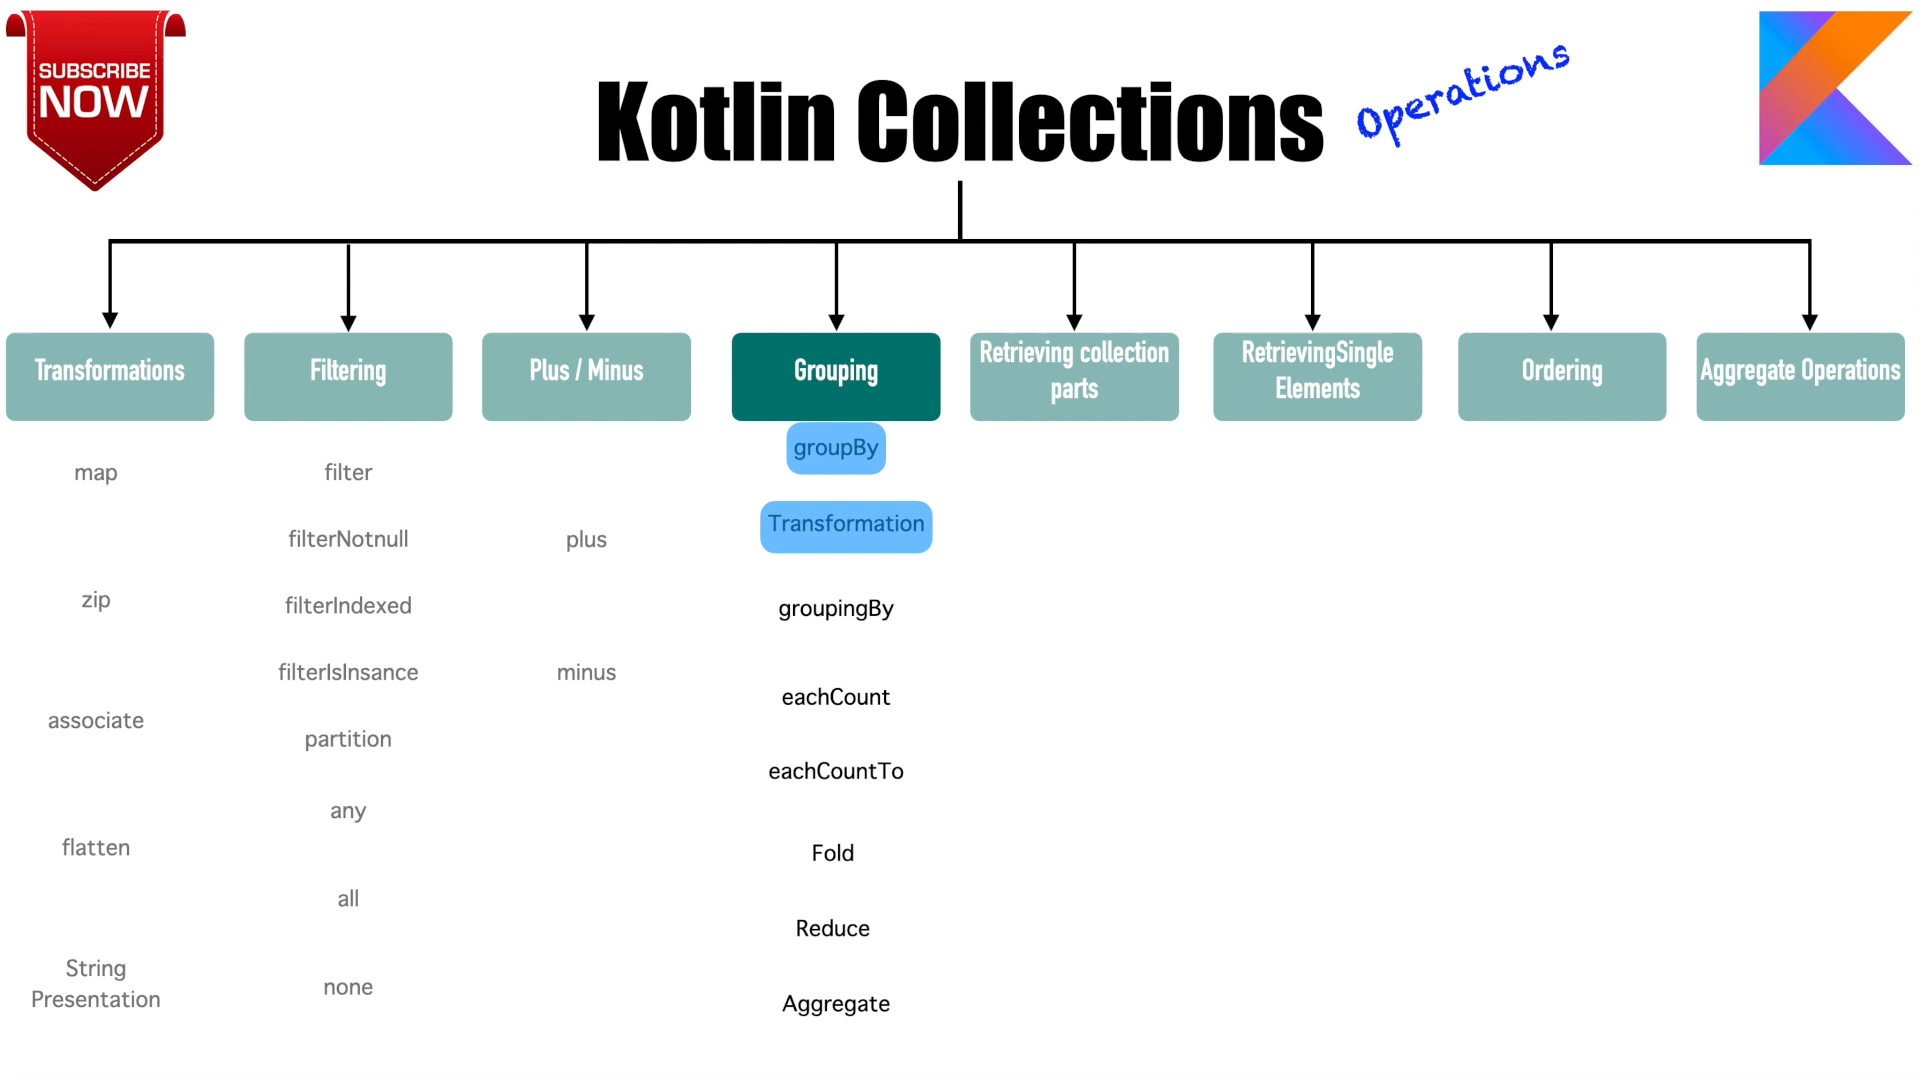 SUBSCRIBE
NOW
Kotlin Collections
Operations
Transformations
Filtering
Plus / Minus
Grouping
Retrieving collection
parts
RetrievingSingle
Elements
Ordering
Aggregate Operations
map
zip
associate
flatten
String
Presentation
filter
filterNotnull
filterIndexed
filterIsInsance
partition
any
all
none
plus
minus
groupBy
Transformation
groupingBy
eachCount
eachCountTo
Fold
Reduce
Aggregate